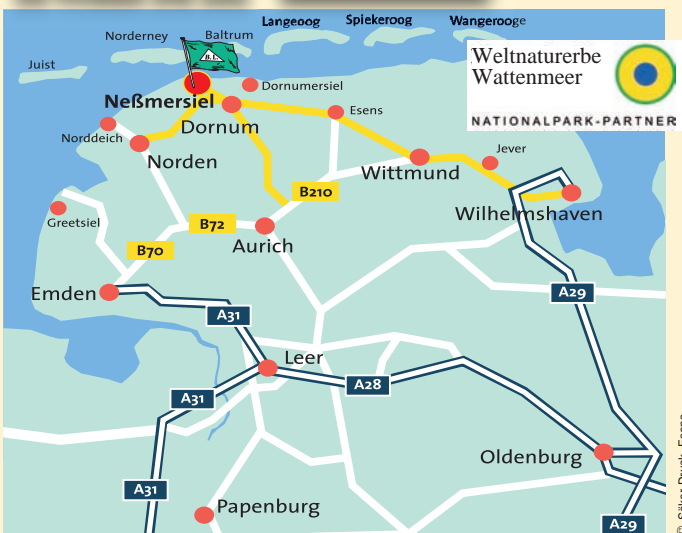 Langeoog
Spiekeroog
Wangerooge
Norderney
Baltrum
Juist
B.L.
Weltnaturerbe
Wattenmeer
NATIONALPARK-PARTNER
Dornumersiel
Neßmersiel
Esens
Norddeich
Dornum
Norden
Jever
Wittmund
B210
Wilhelmshaven
Greetsiel
B72
Aurich
B70
Emden
A29
A31
Leer
A28
A31
Oldenburg
A31
Papenburg
A29